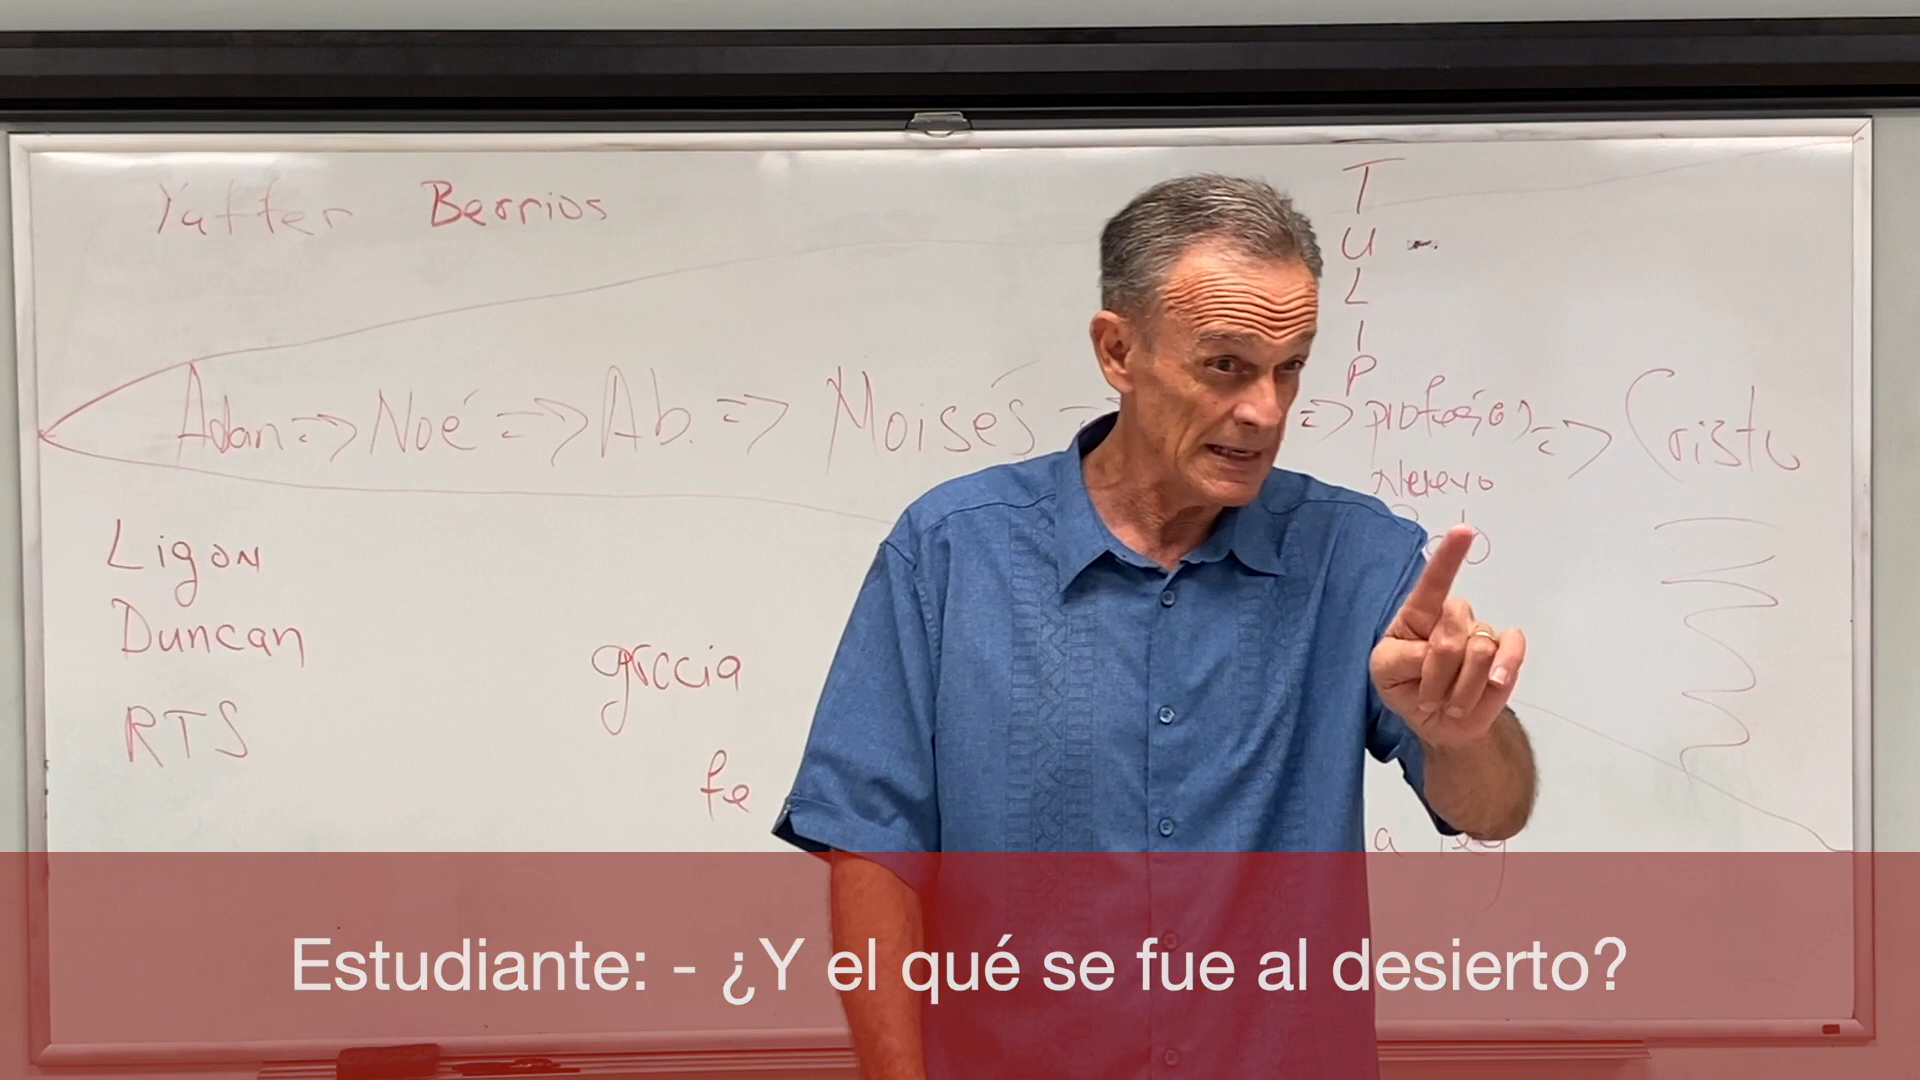 Yaffer Berrios
T
U -
L
I
P
Adan => Noé => Ab. => Moisés => => Cristo
Ligon
Duncan
RTS
gracia
fe
a ley
Estudiante: - ¿Y el qué se fue al desierto?